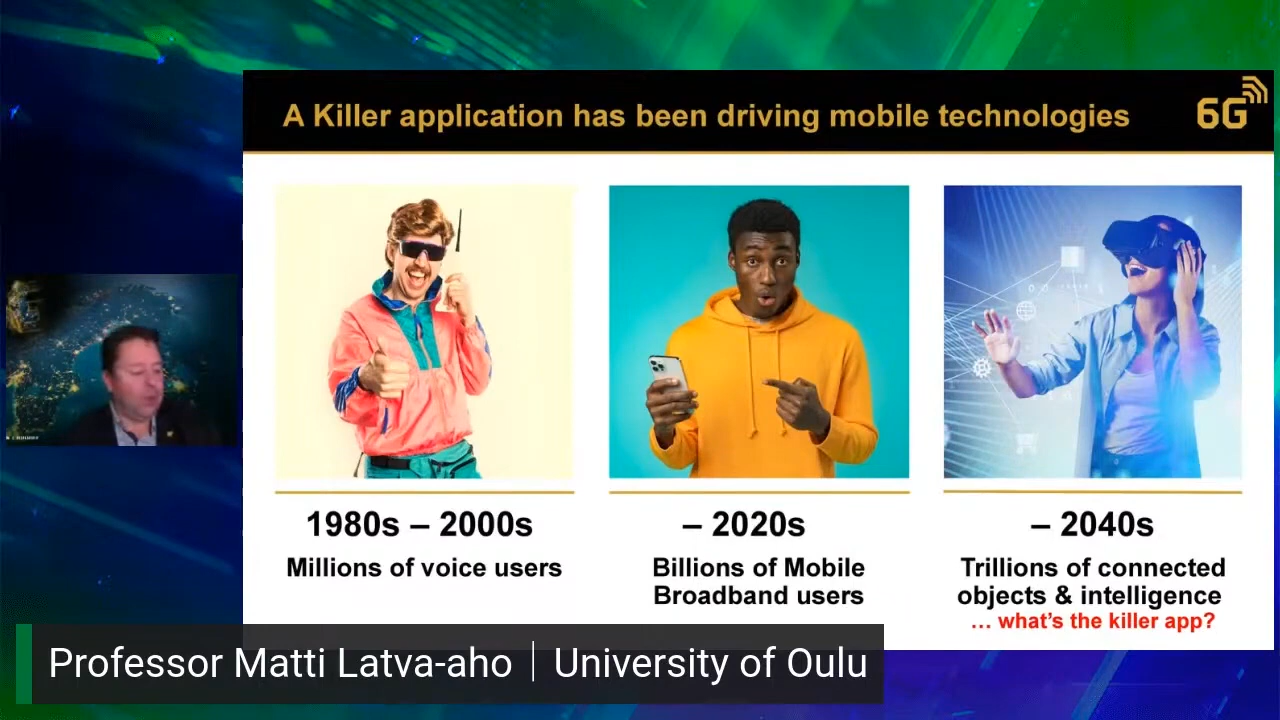 A Killer application has been driving mobile technologies
6G
1980s – 2000s
Millions of voice users
– 2020s
Billions of Mobile
Broadband users
– 2040s
Trillions of connected
objects & intelligence
... what's the killer app?
Professor Matti Latva-aho | University of Oulu